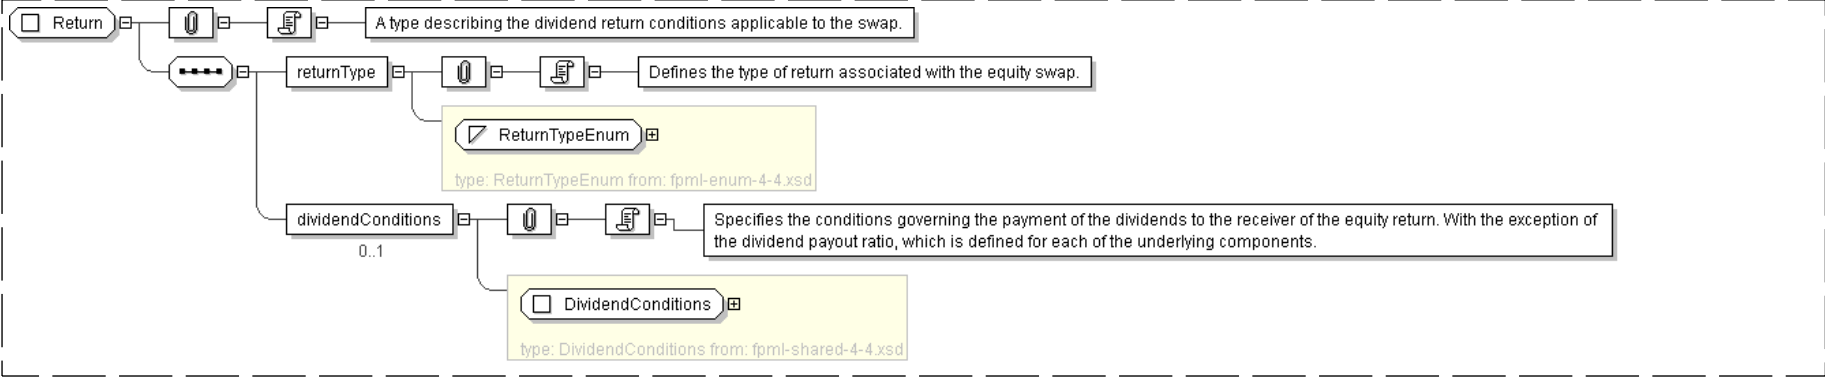 Return
A type describing the dividend return conditions applicable to the swap.
returnType
Defines the type of return associated with the equity swap.
ReturnTypeEnum
type: ReturnTypeEnum from: fpml-enum-4-4.xsd
dividendConditions
0..1
Specifies the conditions governing the payment of the dividends to the receiver of the equity return. With the exception of
the dividend payout ratio, which is defined for each of the underlying components.
DividendConditions
type: DividendConditions from: fpml-shared-4-4.xsd